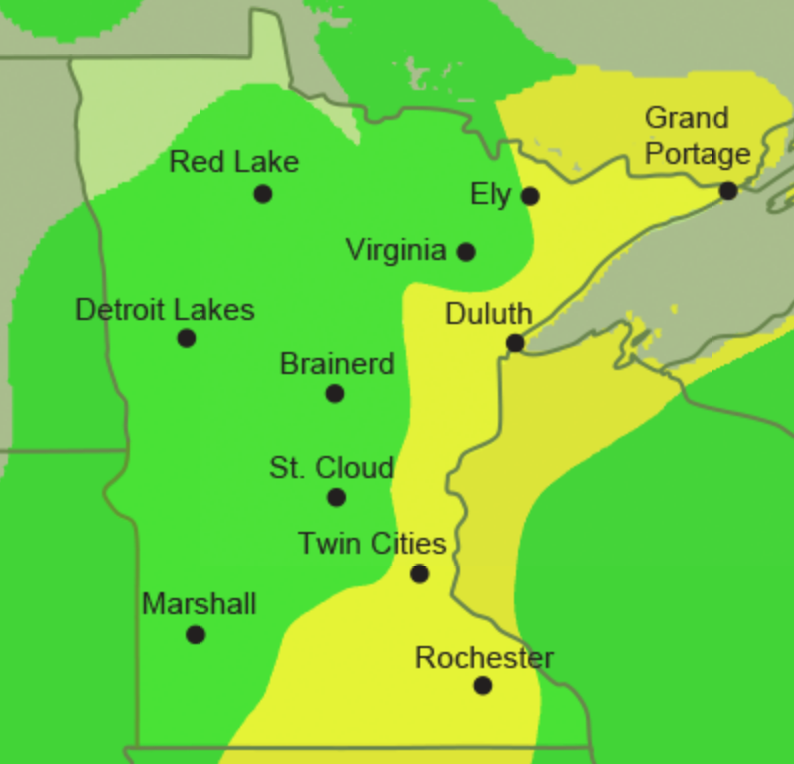 Grand
Portage
Red Lake
Ely
Virginia
Detroit Lakes
Duluth
Brainerd
St. Cloud
Twin Cities
Marshall
Rochester